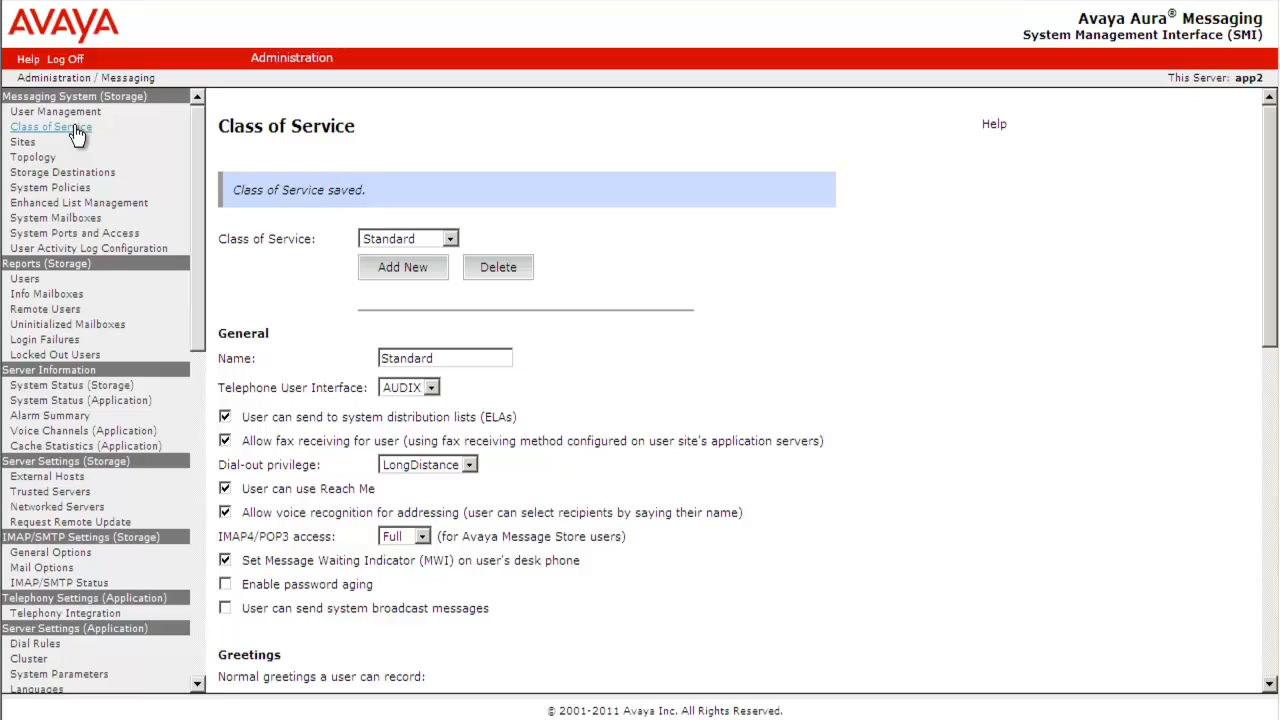 AVAYA
Avaya Aura® Messaging
System Management Interface (SMI)
Help Log Off
Administration
Administration / Messaging
This Server: app2
Messaging System (Storage)
User Management
Class of Service
Sites
Topology
Storage Destinations
System Policies
Enhanced List Management
System Mailboxes
System Ports and Access
User Activity Log Configuration
Reports (Storage)
Users
Info Mailboxes
Remote Users
Uninitialized Mailboxes
Login Failures
Locked Out Users
Server Information
System Status (Storage)
System Status (Application)
Alarm Summary
Voice Channels (Application)
Cache Statistics (Application)
Server Settings (Storage)
External Hosts
Trusted Servers
Networked Servers
Request Remote Update
IMAP/SMTP Settings (Storage)
General Options
Mail Options
IMAP/SMTP Status
Telephony Settings (Application)
Telephony Integration
Server Settings (Application)
Dial Rules
Cluster
System Parameters
Languages
Class of Service
Help
Class of Service saved.
Class of Service: Standard
Add New Delete
General
Name: Standard
Telephone User Interface: AUDIX
User can send to system distribution lists (ELAs)
Allow fax receiving for user (using fax receiving method configured on user site's application servers)
Dial-out privilege: LongDistance
User can use Reach Me
Allow voice recognition for addressing (user can select recipients by saying their name)
IMAP4/POP3 access: Full (for Avaya Message Store users)
Set Message Waiting Indicator (MWI) on user's desk phone
Enable password aging
User can send system broadcast messages
Greetings
Normal greetings a user can record:
© 2001-2011 Avaya Inc. All Rights Reserved.